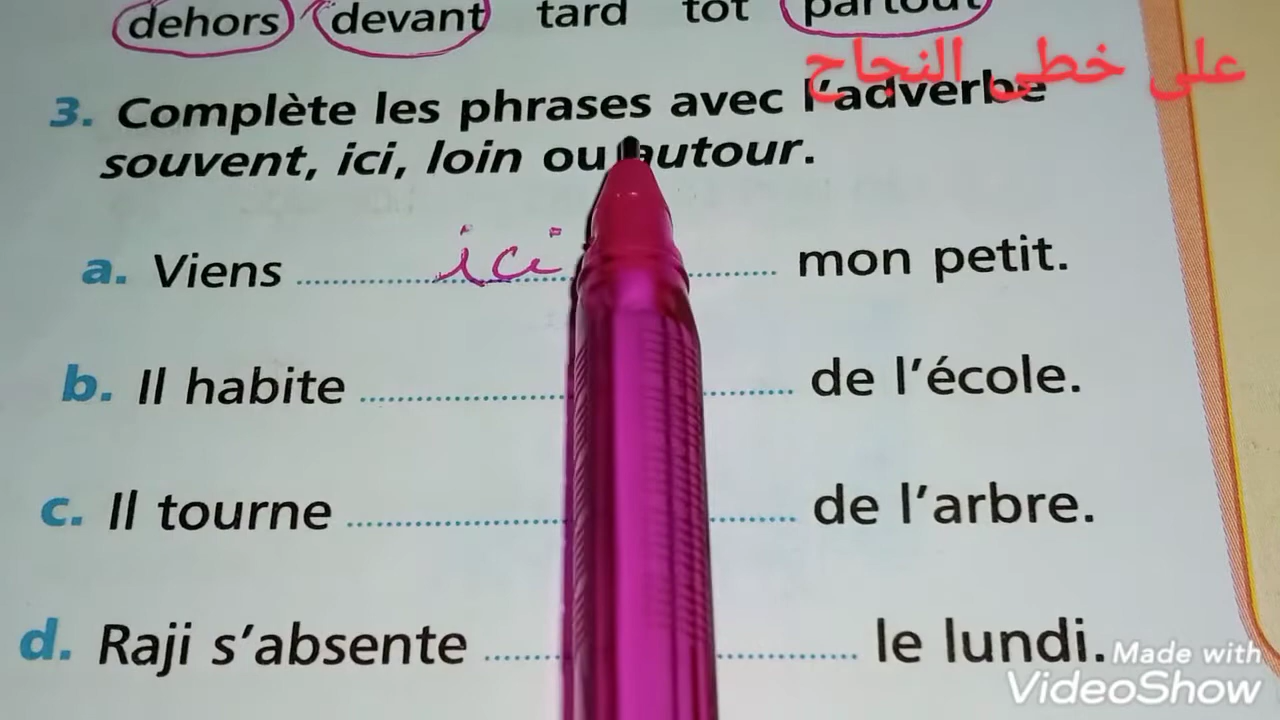 dehors devant tard tôt partout
على خطى النجاح
3. Complète les phrases avec l'adverbe
souvent, ici, loin ou autour.
a. Viens ici mon petit.
b. Il habite de l'école.
c. Il tourne de l'arbre.
d. Raji s'absente le lundi.
Made with
VideoShow